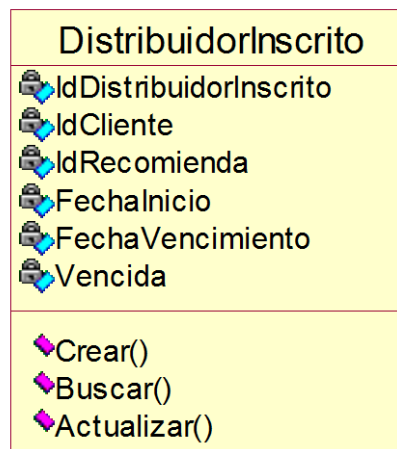 DistribuidorInscrito
IdDistribuidorInscrito
IdCliente
IdRecomienda
FechaInicio
FechaVencimiento
Vencida
Crear()
Buscar()
Actualizar()